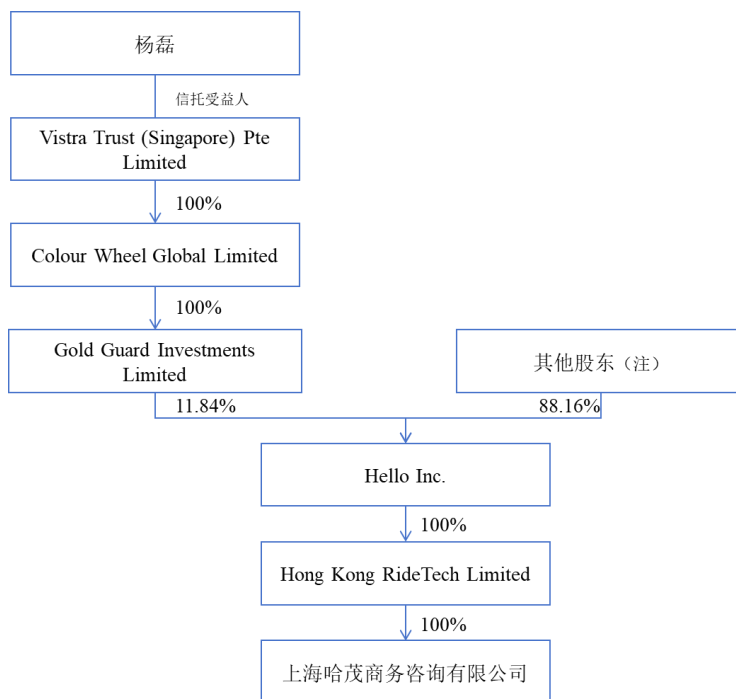 杨磊
信托受益人
Vistra Trust (Singapore) Pte
Limited
100%
Colour Wheel Global Limited
100%
Gold Guard Investments
Limited
其他股东（注）
11.84%
88.16%
Hello Inc.
100%
Hong Kong RideTech Limited
100%
上海哈茂商务咨询有限公司